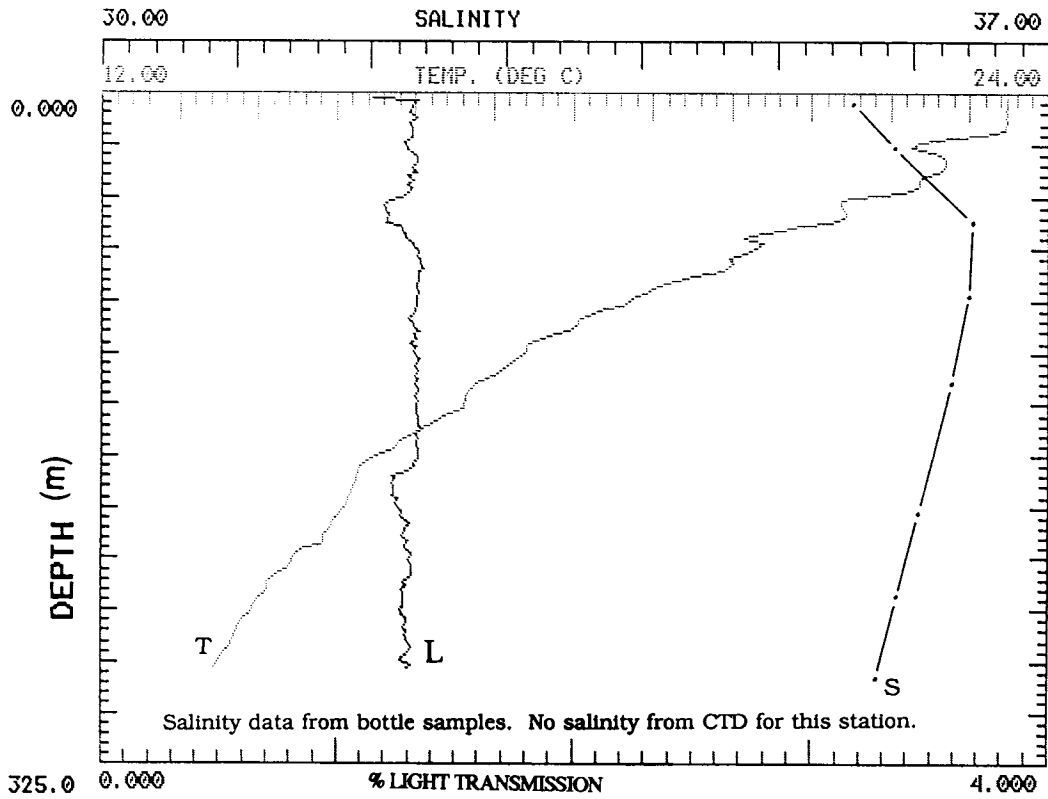 30.00 SALINITY 37.00
12.00 TEMP. (DEG C) 24.00
0.000
DEPTH (m)
T
L
S
Salinity data from bottle samples. No salinity from CTD for this station.
325.0
0.000 % LIGHT TRANSMISSION 4.000